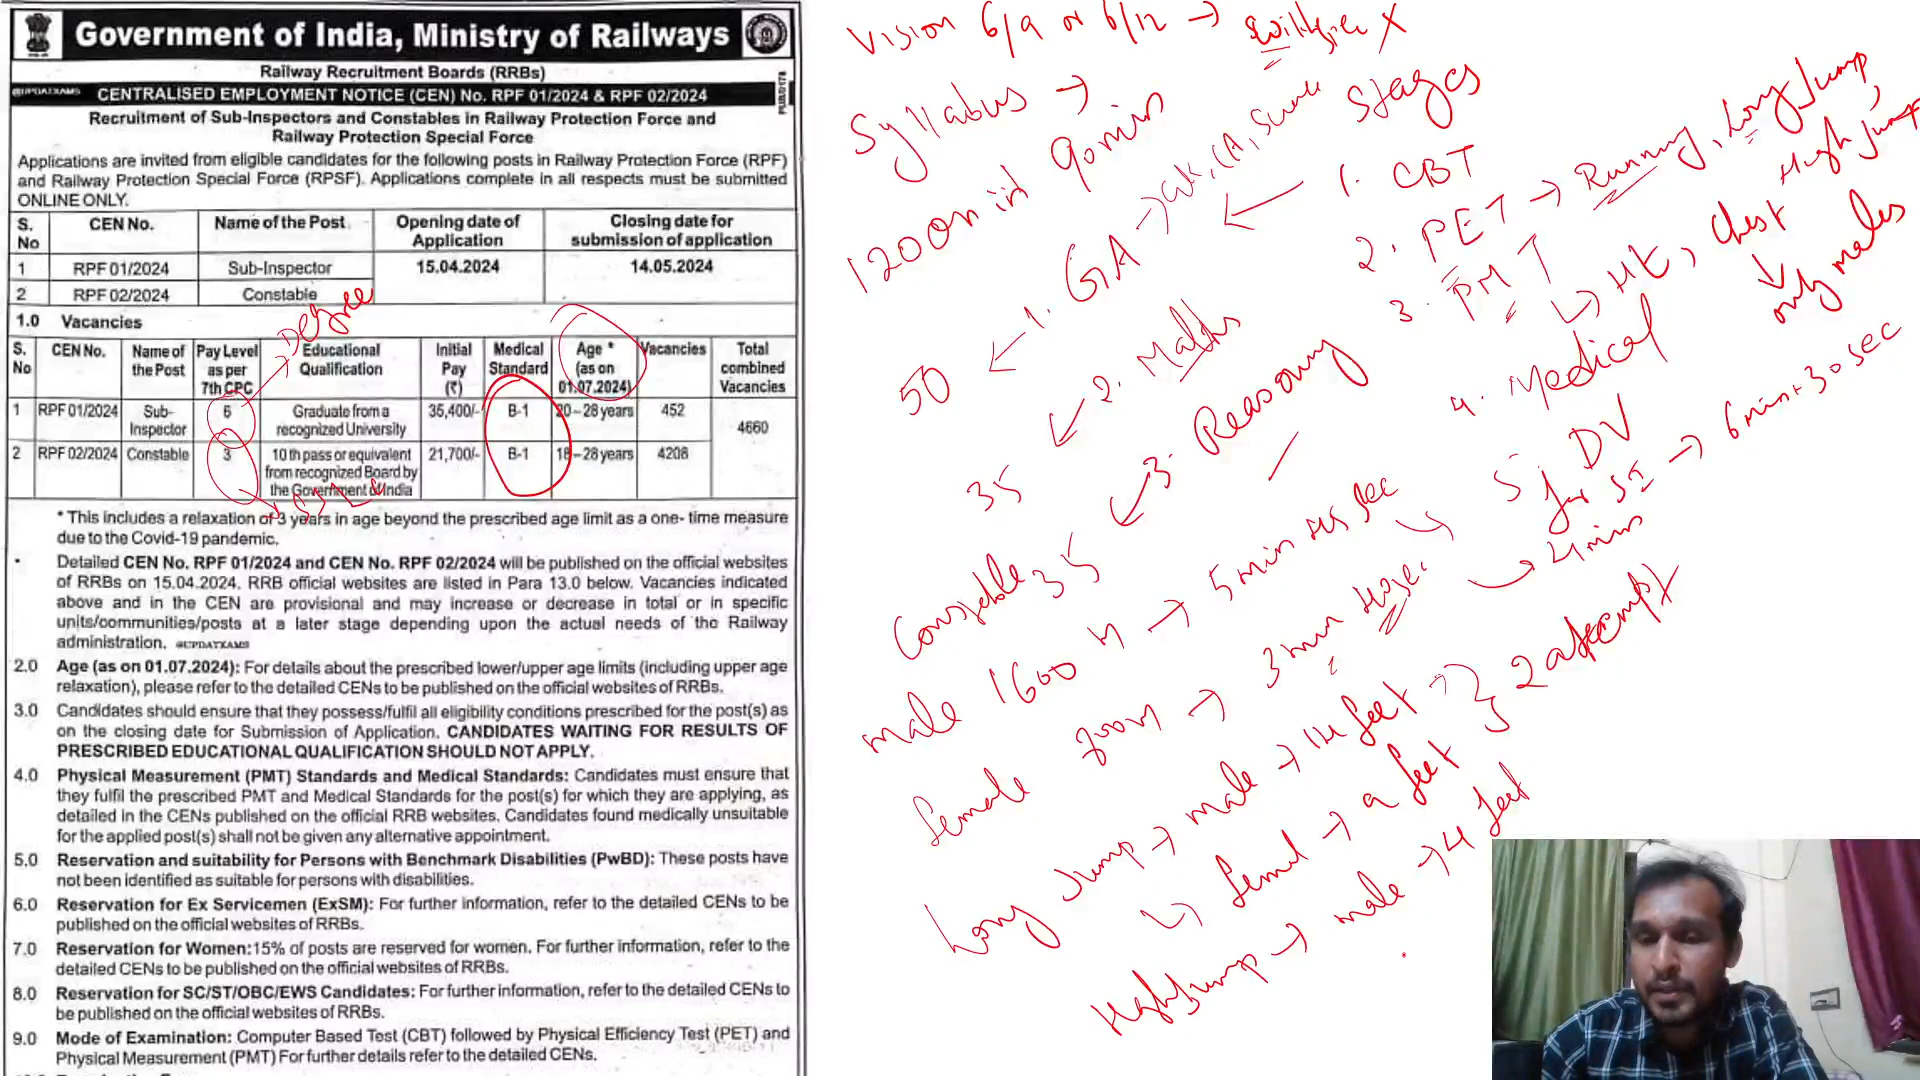 Government of India, Ministry of Railways
Railway Recruitment Boards (RRBs)
@UPDATXAMS
CENTRALISED EMPLOYMENT NOTICE (CEN) No. RPF 01/2024 & RPF 02/2024
Recruitment of Sub-Inspectors and Constables in Railway Protection Force and
Railway Protection Special Force
Applications are invited from eligible candidates for the following posts in Railway Protection Force (RPF)
and Railway Protection Special Force (RPSF). Applications complete in all respects must be submitted
ONLINE ONLY.
S. No CEN No. Name of the Post Opening date of Application Closing date for submission of application
1 RPF 01/2024 Sub-Inspector 15.04.2024 14.05.2024
2 RPF 02/2024 Constable
1.0 Vacancies
S. No CEN No. Name of the Post Pay Level as per 7th CPC Educational Qualification Initial Pay (₹) Medical Standard Age * (as on 01.07.2024) Vacancies Total combined Vacancies
1 RPF 01/2024 Sub-Inspector 6 Graduate from a recognized University 35,400/- B-1 20 – 28 years 452 4660
2 RPF 02/2024 Constable 3 10th pass or equivalent from recognized Board by the Government of India 21,700/- B-1 18 – 28 years 4208
* This includes a relaxation of 3 years in age beyond the prescribed age limit as a one- time measure
due to the Covid-19 pandemic.
• Detailed CEN No. RPF 01/2024 and CEN No. RPF 02/2024 will be published on the official websites
of RRBs on 15.04.2024. RRB official websites are listed in Para 13.0 below. Vacancies indicated
above and in the CEN are provisional and may increase or decrease in total or in specific
units/communities/posts at a later stage depending upon the actual needs of the Railway
administration. @UPDATXAMS
2.0 Age (as on 01.07.2024): For details about the prescribed lower/upper age limits (including upper age
relaxation), please refer to the detailed CENs to be published on the official websites of RRBs.
3.0 Candidates should ensure that they possess/fulfil all eligibility conditions prescribed for the post(s) as
on the closing date for Submission of Application. CANDIDATES WAITING FOR RESULTS OF
PRESCRIBED EDUCATIONAL QUALIFICATION SHOULD NOT APPLY.
4.0 Physical Measurement (PMT) Standards and Medical Standards: Candidates must ensure that
they fulfil the prescribed PMT and Medical Standards for the post(s) for which they are applying, as
detailed in the CENs published on the official RRB websites. Candidates found medically unsuitable
for the applied post(s) shall not be given any alternative appointment.
5.0 Reservation and suitability for Persons with Benchmark Disabilities (PwBD): These posts have
not been identified as suitable for persons with disabilities.
6.0 Reservation for Ex Servicemen (ExSM): For further information, refer to the detailed CENs to be
published on the official websites of RRBs.
7.0 Reservation for Women:15% of posts are reserved for women. For further information, refer to the
detailed CENs to be published on the official websites of RRBs.
8.0 Reservation for SC/ST/OBC/EWS Candidates: For further information, refer to the detailed CENs to
be published on the official websites of RRBs.
9.0 Mode of Examination: Computer Based Test (CBT) followed by Physical Efficiency Test (PET) and
Physical Measurement (PMT) For further details refer to the detailed CENs.
Degree
SSLC
Vision 6/9 or 6/12 →
Syllabus →
120Qn in 90min
1. GA → GK, CA, Science
50
2. Maths
35
3. Reasoning
35
Stages
1. CBT
2. PET → Running, Long Jump
High Jump
3. PMT
Ht, chest
only males
4. Medical
5. DV
Constable
for SI → 6min + 30sec
male 1600m → 5min 45sec
female 800m → 3min 40sec
4mins
Long Jump → male → 14 feet
female → 9 feet
2 attempt
High Jump → male → 4 feet